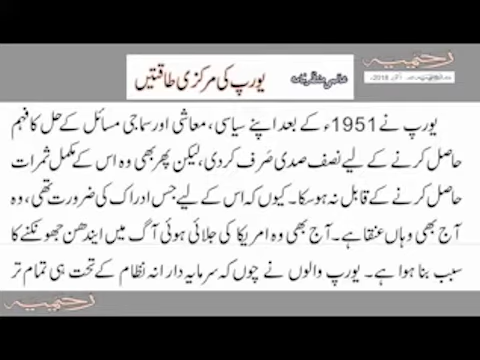 رحیمیہ
2018ء
عالمی منظرنامہ
یورپ کی مرکزی طاقتیں
یورپ نے 1951ء کے بعد اپنے سیاسی، معاشی اور سماجی مسائل کے حل کا فہم
حاصل کرنے کے لیے نصف صدی صَرف کردی، لیکن پھر بھی وہ اس کے مکمل ثمرات
حاصل کرنے کے قابل نہ ہوسکا۔ کیوں کہ اس کے لیے جس ادراک کی ضرورت تھی، وہ
آج بھی وہاں عنقا ہے۔ آج بھی وہ امریکا کی جلائی ہوئی آگ میں ایندھن جھونکنے کا
سبب بنا ہوا ہے۔ یورپ والوں نے چوں کہ سرمایہ دارانہ نظام کے تحت ہی تمام تر
رحیمیہ
رحیمیہ